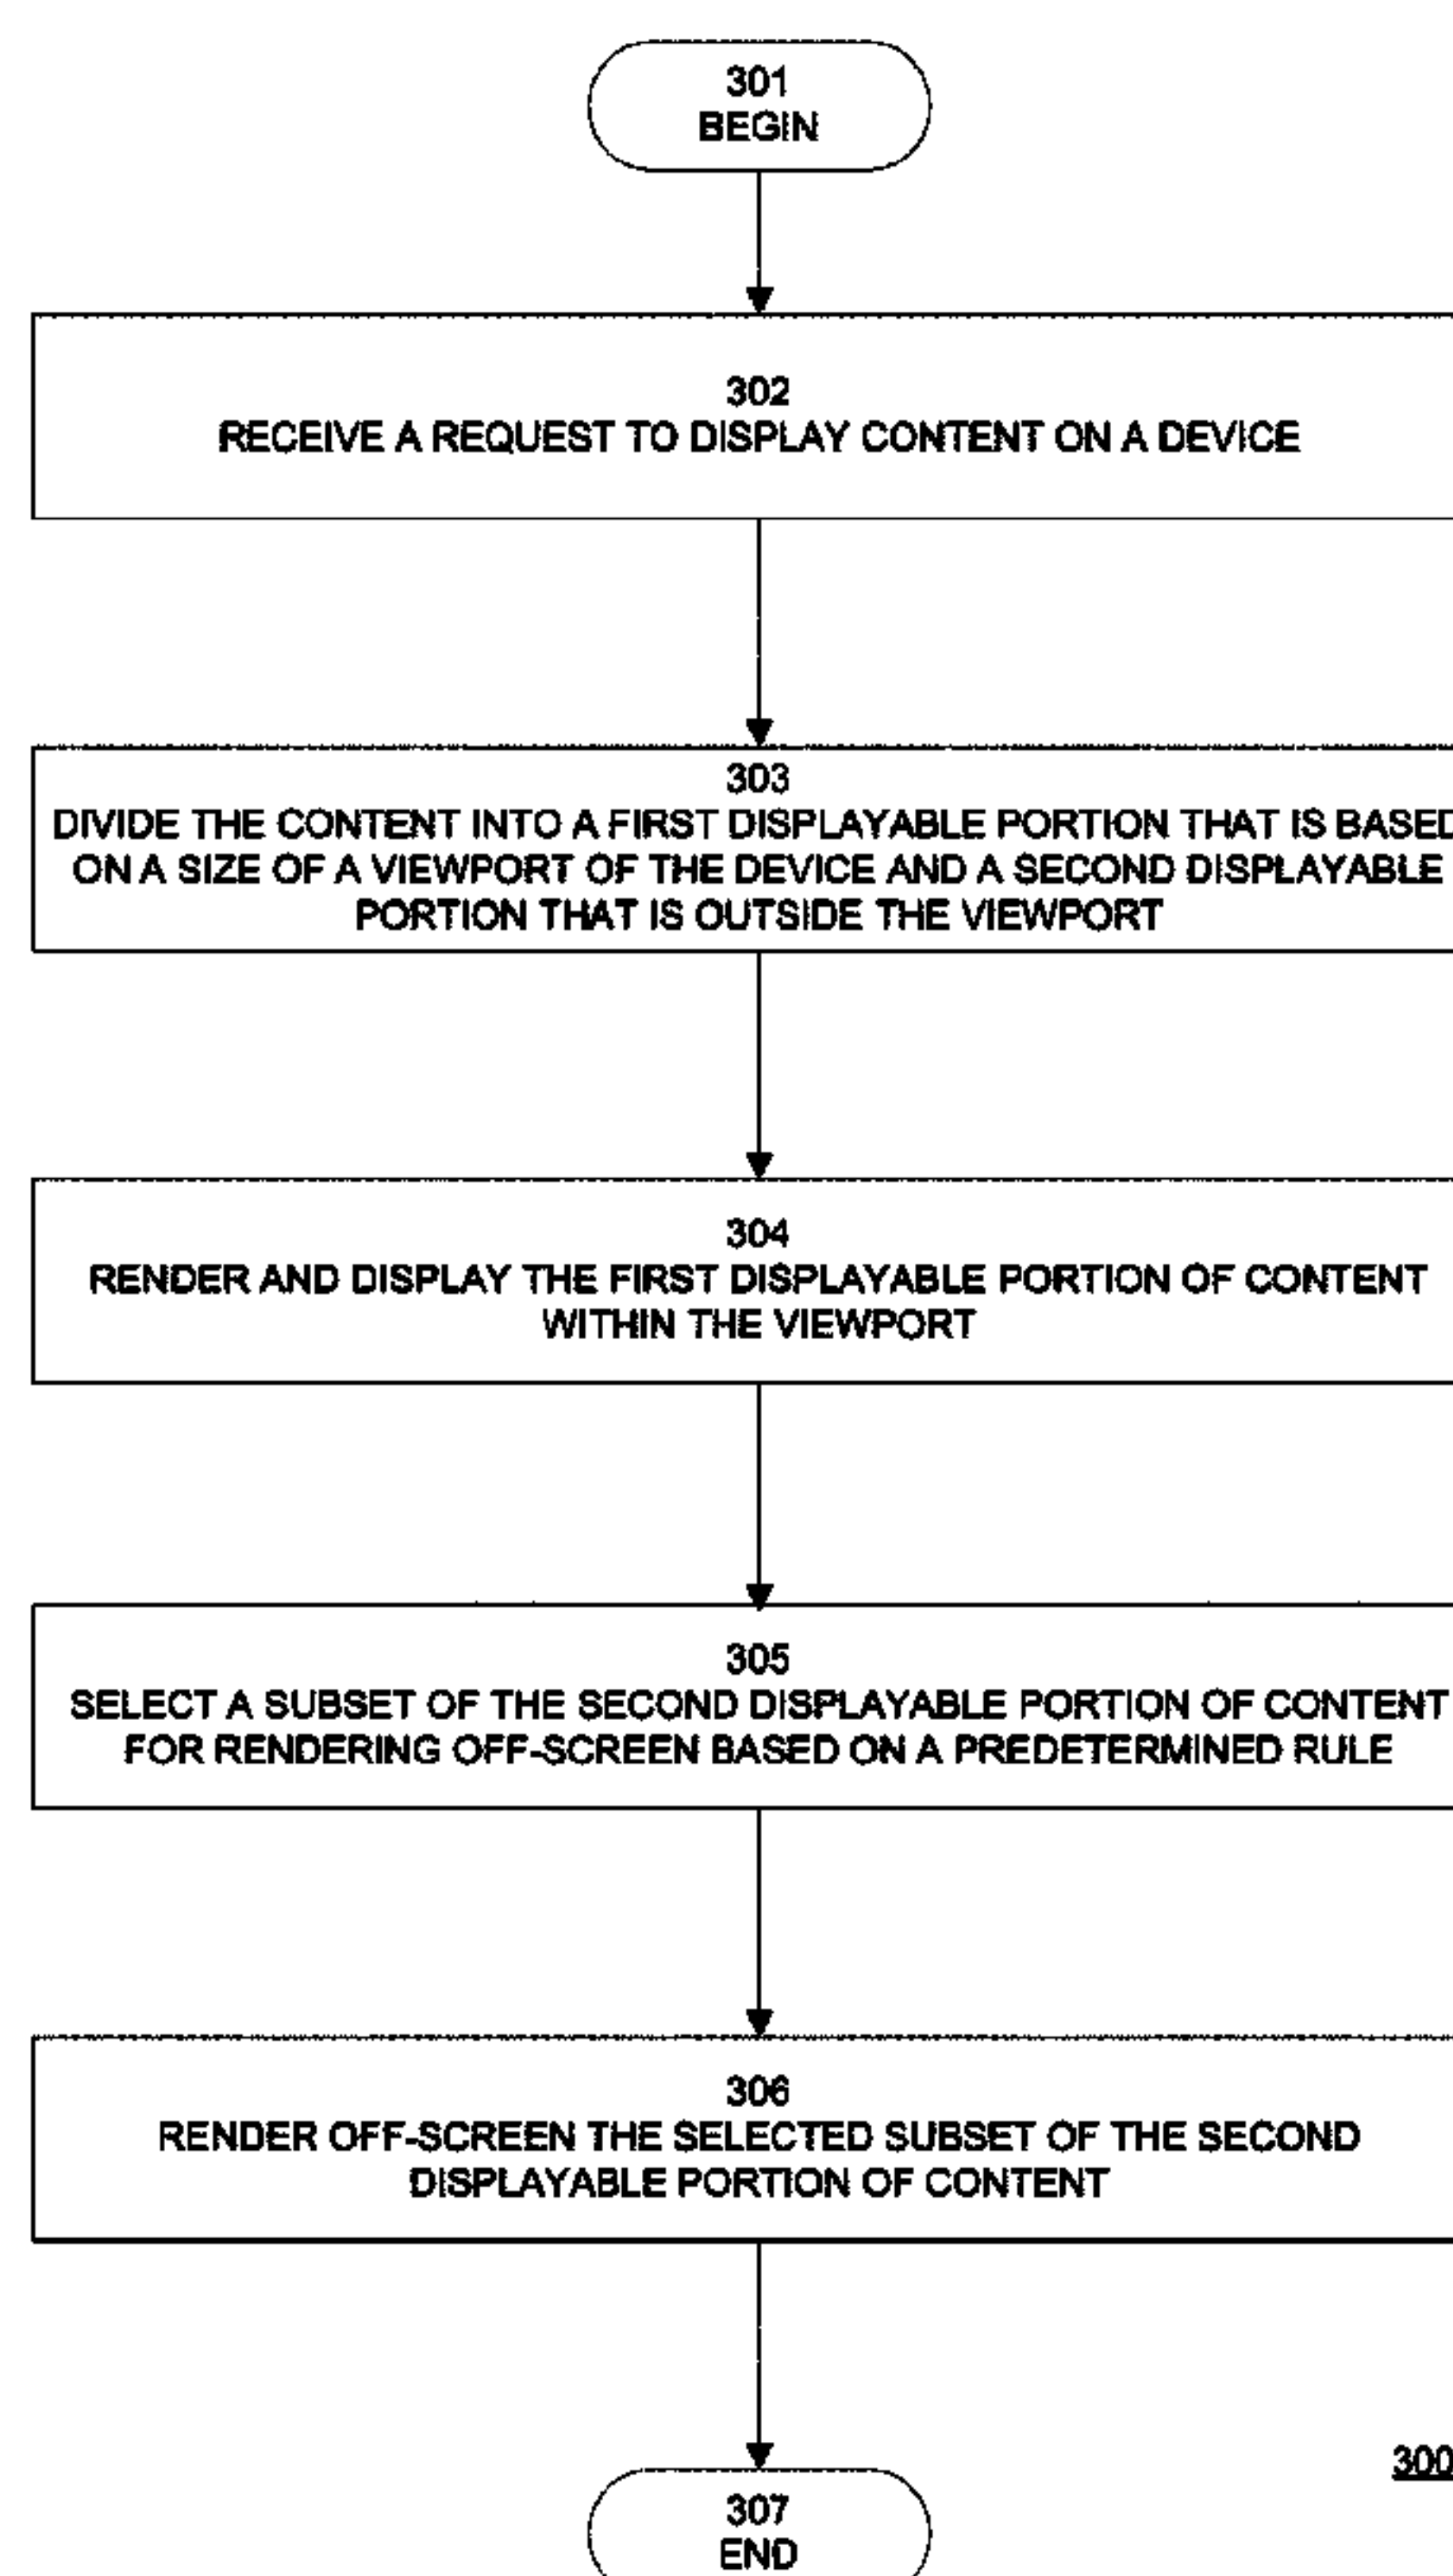 301
BEGIN
302
RECEIVE A REQUEST TO DISPLAY CONTENT ON A DEVICE
303
DIVIDE THE CONTENT INTO A FIRST DISPLAYABLE PORTION THAT IS BASED
ON A SIZE OF A VIEWPORT OF THE DEVICE AND A SECOND DISPLAYABLE
PORTION THAT IS OUTSIDE THE VIEWPORT
304
RENDER AND DISPLAY THE FIRST DISPLAYABLE PORTION OF CONTENT
WITHIN THE VIEWPORT
305
SELECT A SUBSET OF THE SECOND DISPLAYABLE PORTION OF CONTENT
FOR RENDERING OFF-SCREEN BASED ON A PREDETERMINED RULE
306
RENDER OFF-SCREEN THE SELECTED SUBSET OF THE SECOND
DISPLAYABLE PORTION OF CONTENT
300
307
END